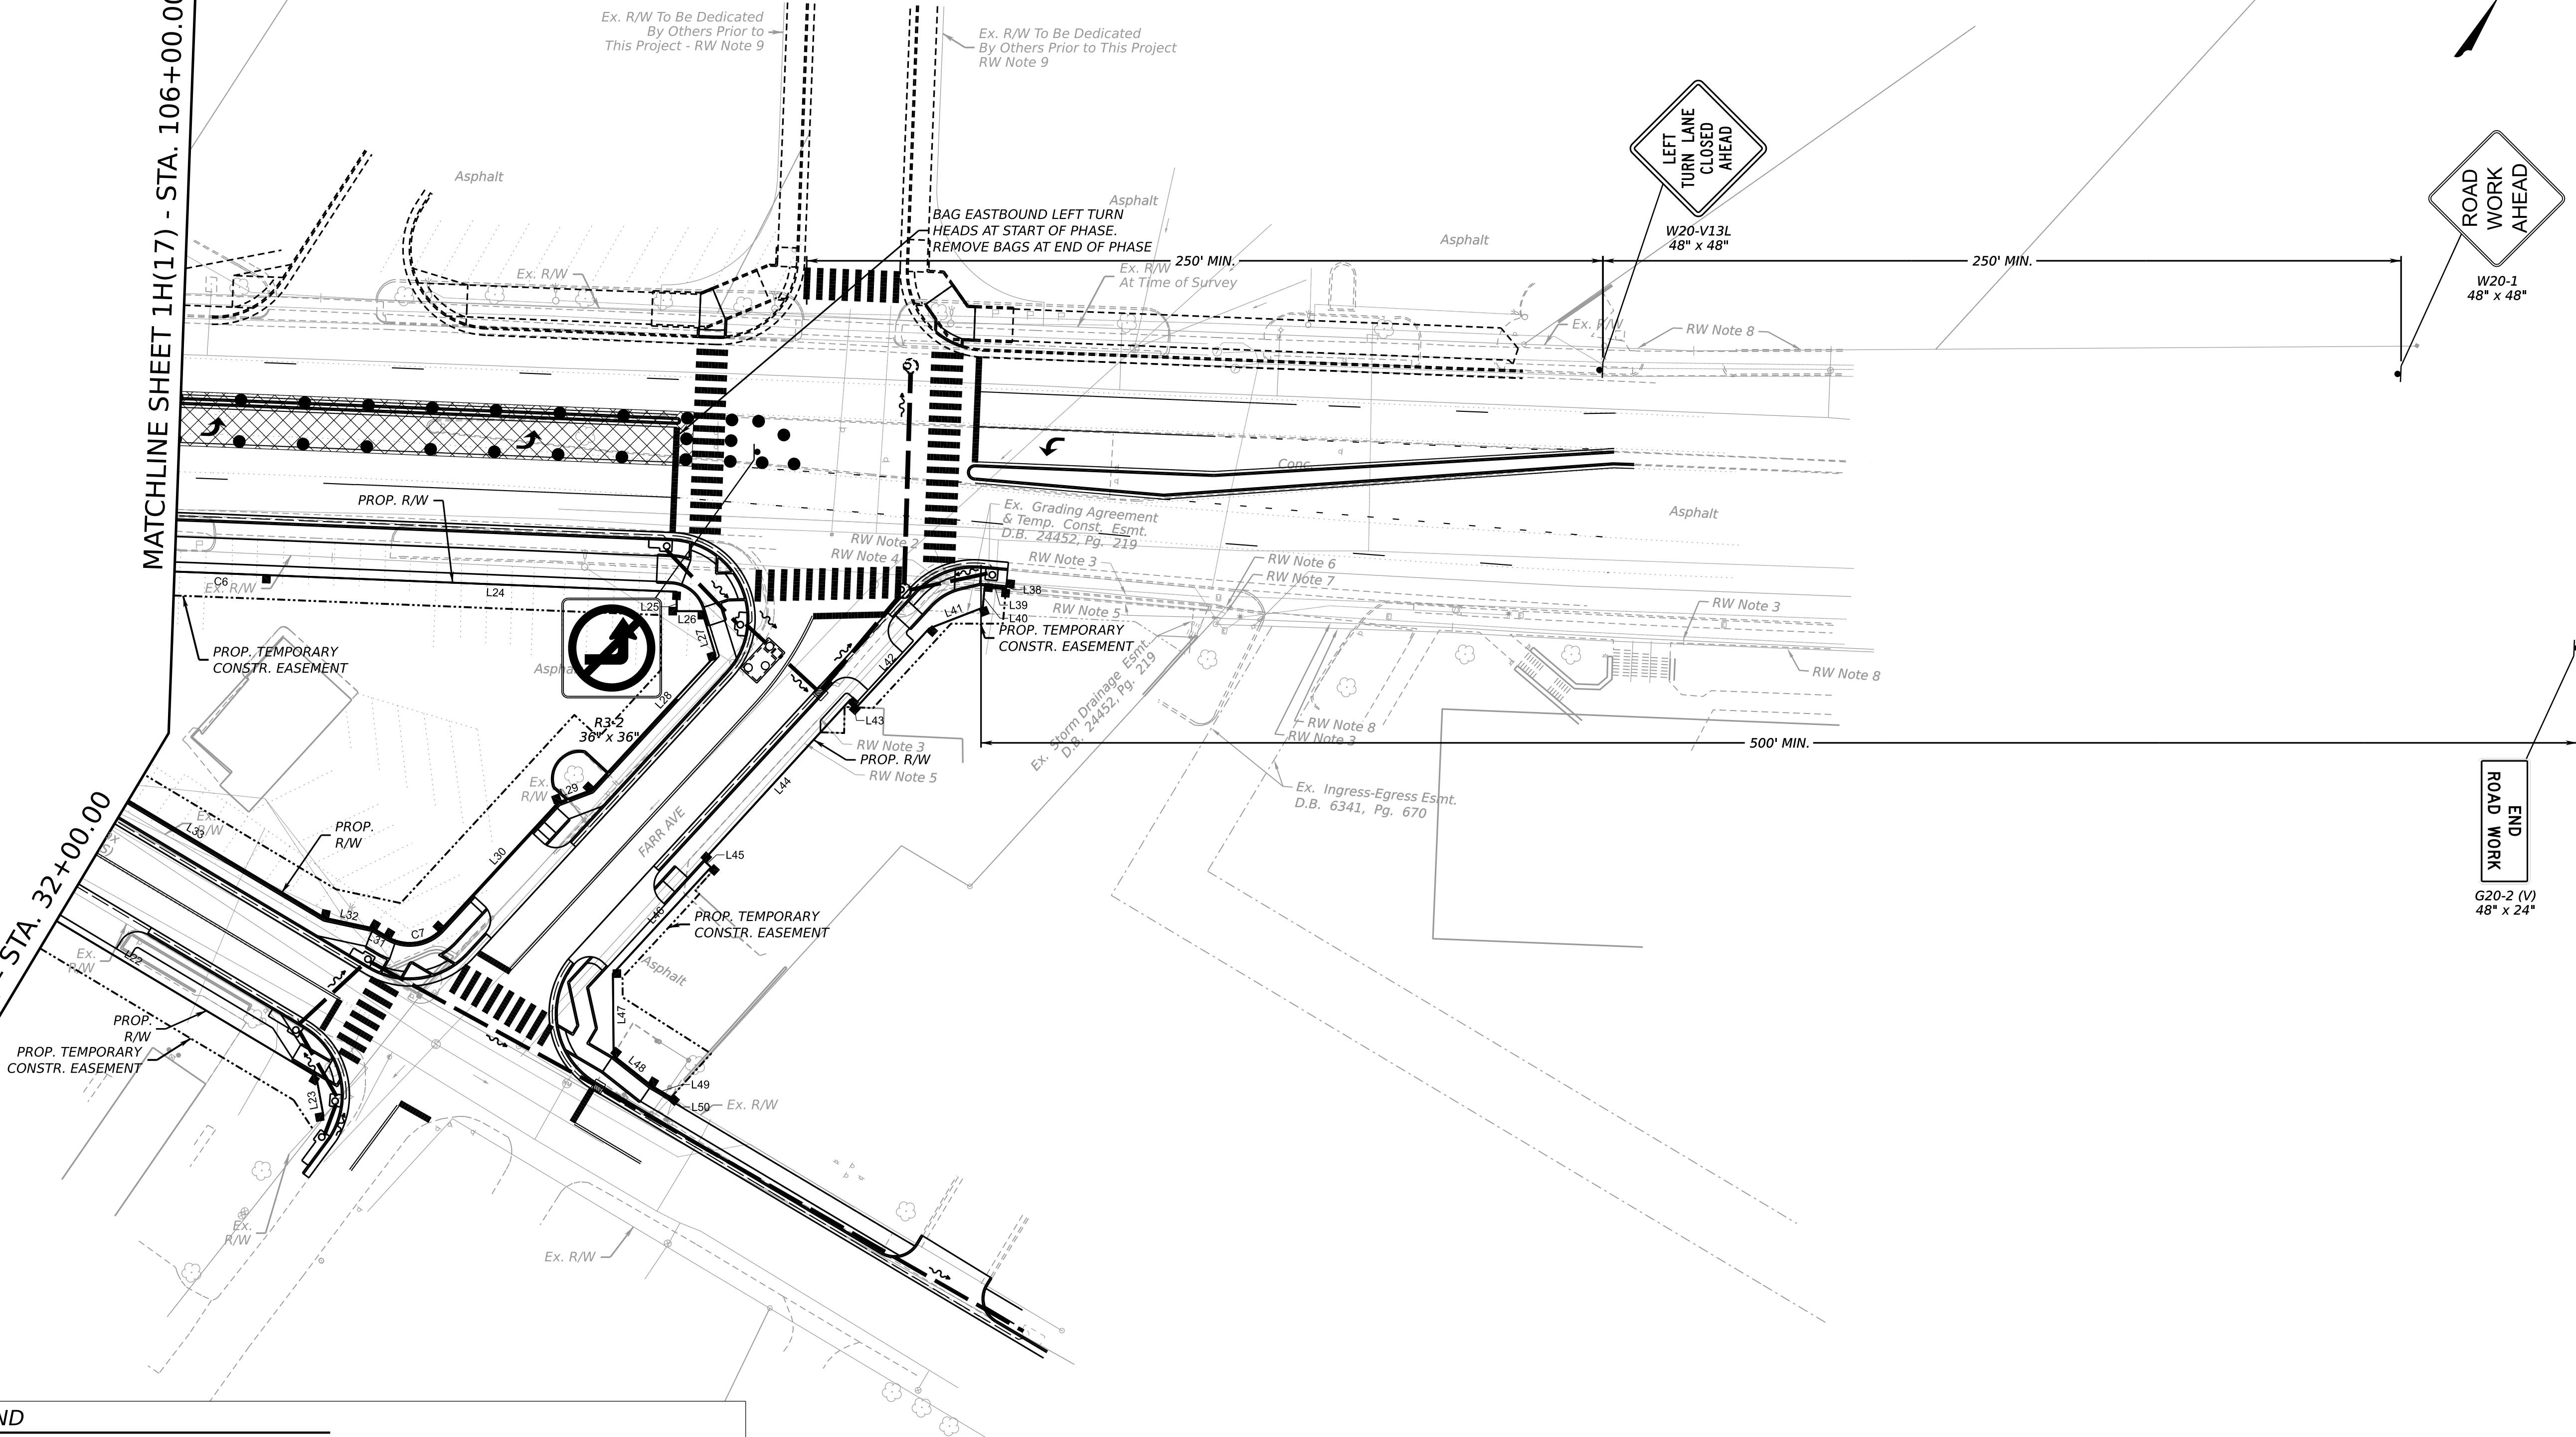 MATCHLINE SHEET 1H(17) - STA. 106+00.00
Ex. R/W To Be Dedicated
By Others Prior to
This Project - RW Note 9
Ex. R/W To Be Dedicated
By Others Prior to This Project
RW Note 9
Asphalt
Asphalt
BAG EASTBOUND LEFT TURN
HEADS AT START OF PHASE.
REMOVE BAGS AT END OF PHASE
LEFT
TURN LANE
CLOSED
AHEAD
W20-V13L
48" x 48"
ROAD
WORK
AHEAD
W20-1
48" x 48"
Asphalt
250' MIN.
250' MIN.
Ex. R/W
Ex. R/W
At Time of Survey
Ex. R/W
RW Note 8
Conc.
PROP. R/W
Ex. Grading Agreement
& Temp. Const. Esmt.
D.B. 24452, Pg. 219
Asphalt
RW Note 2
RW Note 4
RW Note 3
RW Note 6
RW Note 7
C6
Ex. R/W
L24
L25
L26
L27
L38
L39
L40
L41
RW Note 5
RW Note 3
PROP. TEMPORARY
CONSTR. EASEMENT
PROP. TEMPORARY
CONSTR. EASEMENT
Asphalt
L42
L28
RW Note 8
R3-2
36" x 36"
L43
Ex. Storm Drainage Esmt.
D.B. 24452, Pg. 219
RW Note 8
RW Note 3
RW Note 3
PROP. R/W
RW Note 5
500' MIN.
Ex.
R/W
L29
L44
Ex. Ingress-Egress Esmt.
D.B. 6341, Pg. 670
END
ROAD WORK
G20-2 (V)
48" x 24"
STA. 32+00.00
Ex.
R/W
L33
PROP.
R/W
FARR AVE
L30
L45
L32
L31
C7
L46
PROP. TEMPORARY
CONSTR. EASEMENT
Ex.
R/W
L22
Asphalt
PROP.
R/W
PROP. TEMPORARY
CONSTR. EASEMENT
L47
L48
L49
L50
L23
Ex. R/W
Ex.
R/W
Ex. R/W
ND